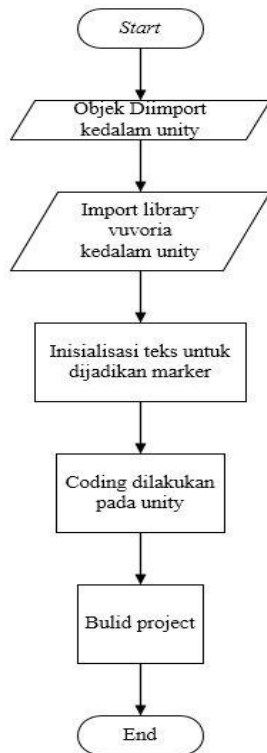 Start
Objek Diimport
kedalam unity
Import library
vuvoria
kedalam unity
Inisialisasi teks untuk
dijadikan marker
Coding dilakukan
pada unity
Bulid project
End